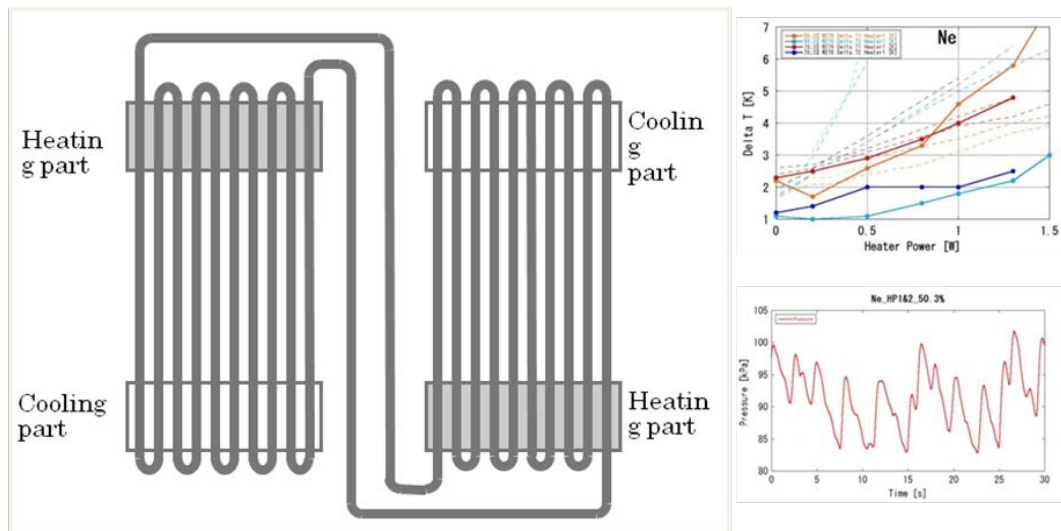 Heatin
g part
Coolin
g
part
Cooling
part
Heatin
g part
Ne
7
6
5
4
3
2
1
Delta T [K]
0
0.5
1
1.5
Heater Power [W]
Ne_HP1&2_50.3%
Pressure
105
100
95
90
85
80
Pressure [kPa]
0
5
10
15
20
25
30
Time [s]